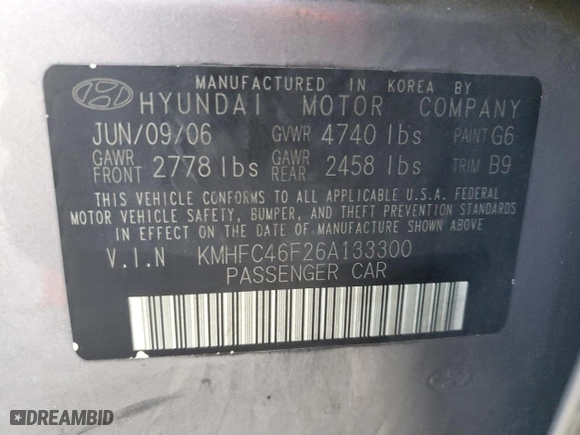 MANUFACTURED IN KOREA BY
HYUNDAI MOTOR COMPANY
JUN/09/06 GVWR 4740 lbs PAINT G6
GAWR FRONT 2778 lbs GAWR REAR 2458 lbs TRIM B9
THIS VEHICLE CONFORMS TO ALL APPLICABLE U.S.A. FEDERAL
MOTOR VEHICLE SAFETY, BUMPER, AND THEFT PREVENTION STANDARDS
IN EFFECT ON THE DATE OF MANUFACTURE SHOWN ABOVE.
V.I.N KMHFC46F26A133300
PASSENGER CAR
DREAMBID